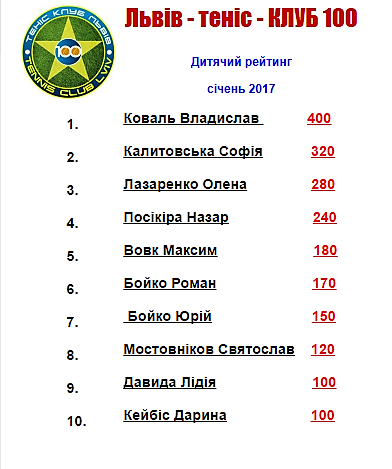 ТЕНІС КЛУБ ЛЬВІВ
100
TENNIS CLUB LVIV
Львів - теніс - КЛУБ 100
Дитячий рейтинг
січень 2017
1. Коваль Владислав 400
2. Калитовська Софія 320
3. Лазаренко Олена 280
4. Посікіра Назар 240
5. Вовк Максим 180
6. Бойко Роман 170
7. Бойко Юрій 150
8. Мостовніков Святослав 120
9. Давида Лідія 100
10. Кейбіс Дарина 100